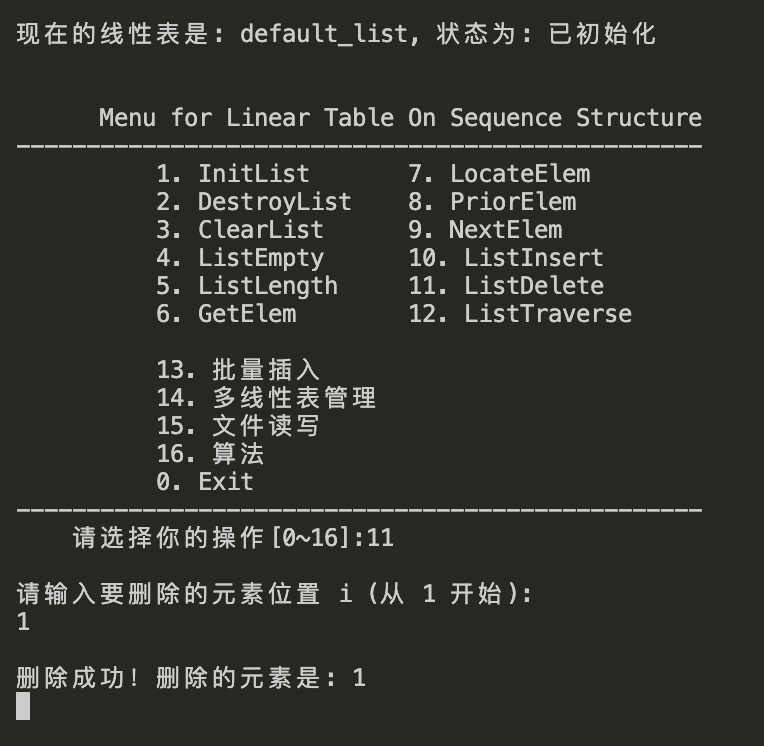 现在的线性表是: default_list, 状态为: 已初始化
Menu for Linear Table On Sequence Structure
-------------------------------------------------
1. InitList 7. LocateElem
2. DestroyList 8. PriorElem
3. ClearList 9. NextElem
4. ListEmpty 10. ListInsert
5. ListLength 11. ListDelete
6. GetElem 12. ListTraverse
13. 批量插入
14. 多线性表管理
15. 文件读写
16. 算法
0. Exit
-------------------------------------------------
请选择你的操作[0~16]:11
请输入要删除的元素位置 i (从 1 开始):
1
删除成功! 删除的元素是: 1